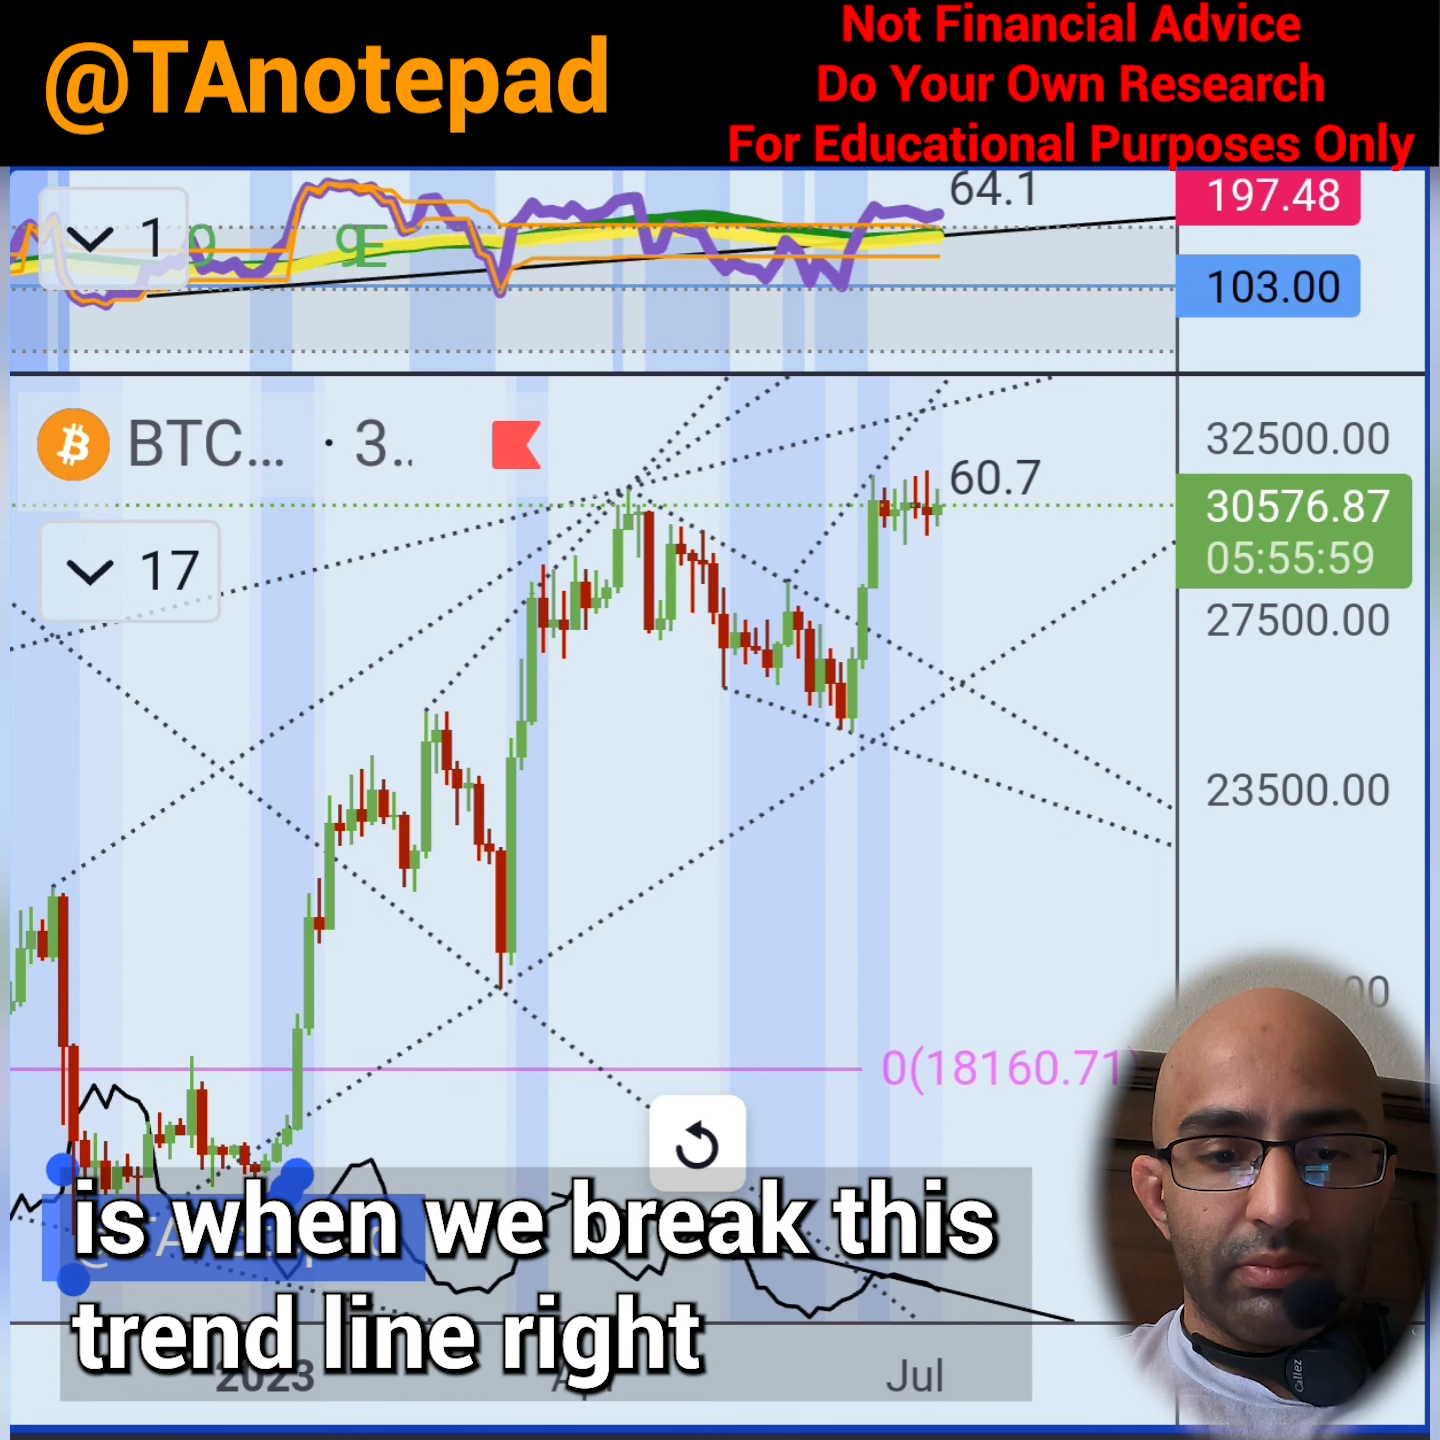 @TAnotepad
Not Financial Advice
Do Your Own Research
For Educational Purposes Only
64.1
197.48
1
103.00
BTC... · 3..
32500.00
60.7
30576.87
05:55:59
17
27500.00
23500.00
0(18160.71)
is when we break this
trend line right
2023
Jul
Callez